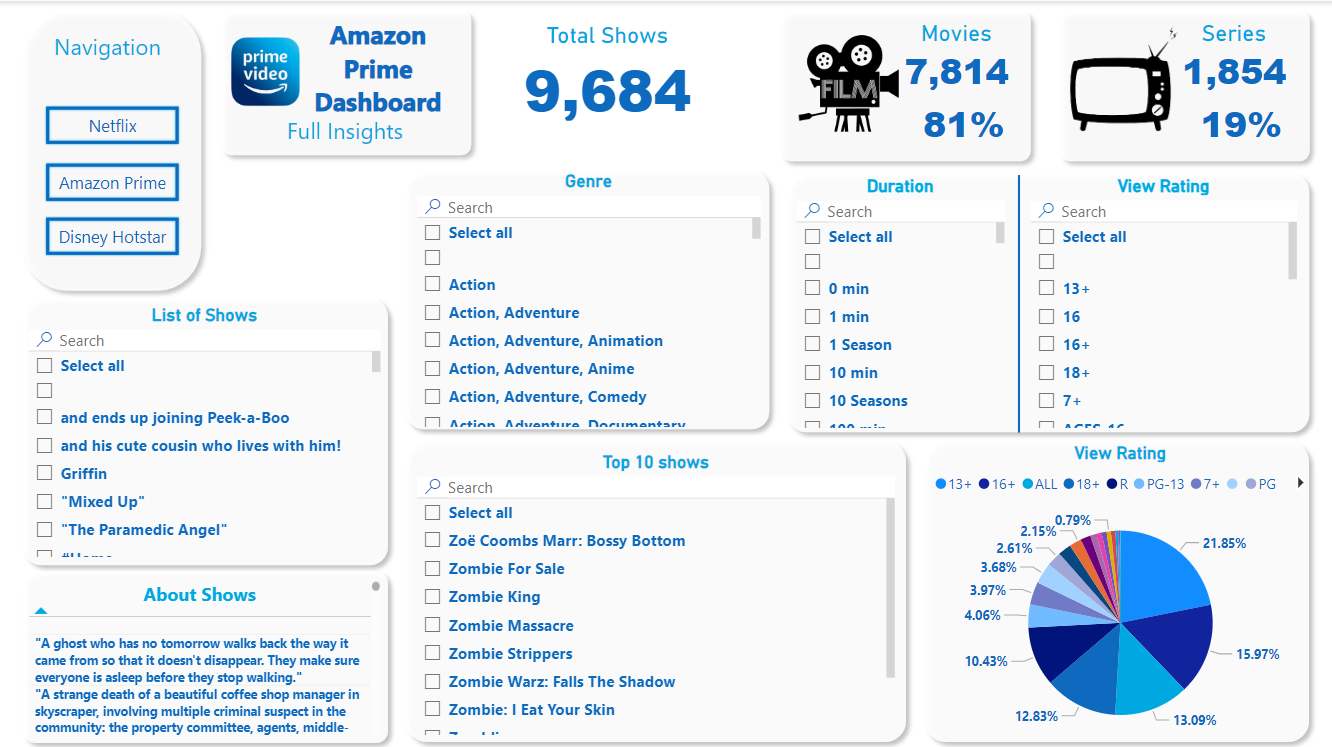 Navigation
Netflix
Amazon Prime
Disney Hotstar
prime
video
Amazon
Prime
Dashboard
Full Insights
Total Shows
9,684
FILM
Movies
7,814
81%
Series
1,854
19%
Genre
Search
Select all
Action
Action, Adventure
Action, Adventure, Animation
Action, Adventure, Anime
Action, Adventure, Comedy
Action, Adventure, Documentary
Duration
Search
Select all
0 min
1 min
1 Season
10 min
10 Seasons
100 min
View Rating
Search
Select all
13+
16
16+
18+
7+
AGES_16
List of Shows
Search
Select all
and ends up joining Peek-a-Boo
and his cute cousin who lives with him!
Griffin
"Mixed Up"
"The Paramedic Angel"
#Home
About Shows
"A ghost who has no tomorrow walks back the way it
came from so that it doesn't disappear. They make sure
everyone is asleep before they stop walking."
"A strange death of a beautiful coffee shop manager in
skyscraper, involving multiple criminal suspect in the
community: the property committee, agents, middle-
Top 10 shows
Search
Select all
Zoë Coombs Marr: Bossy Bottom
Zombie For Sale
Zombie King
Zombie Massacre
Zombie Strippers
Zombie Warz: Falls The Shadow
Zombie: I Eat Your Skin
View Rating
13+ 16+ ALL 18+ R PG-13 7+ PG
0.79%
2.15%
2.61%
3.68%
3.97%
4.06%
10.43%
12.83%
13.09%
15.97%
21.85%